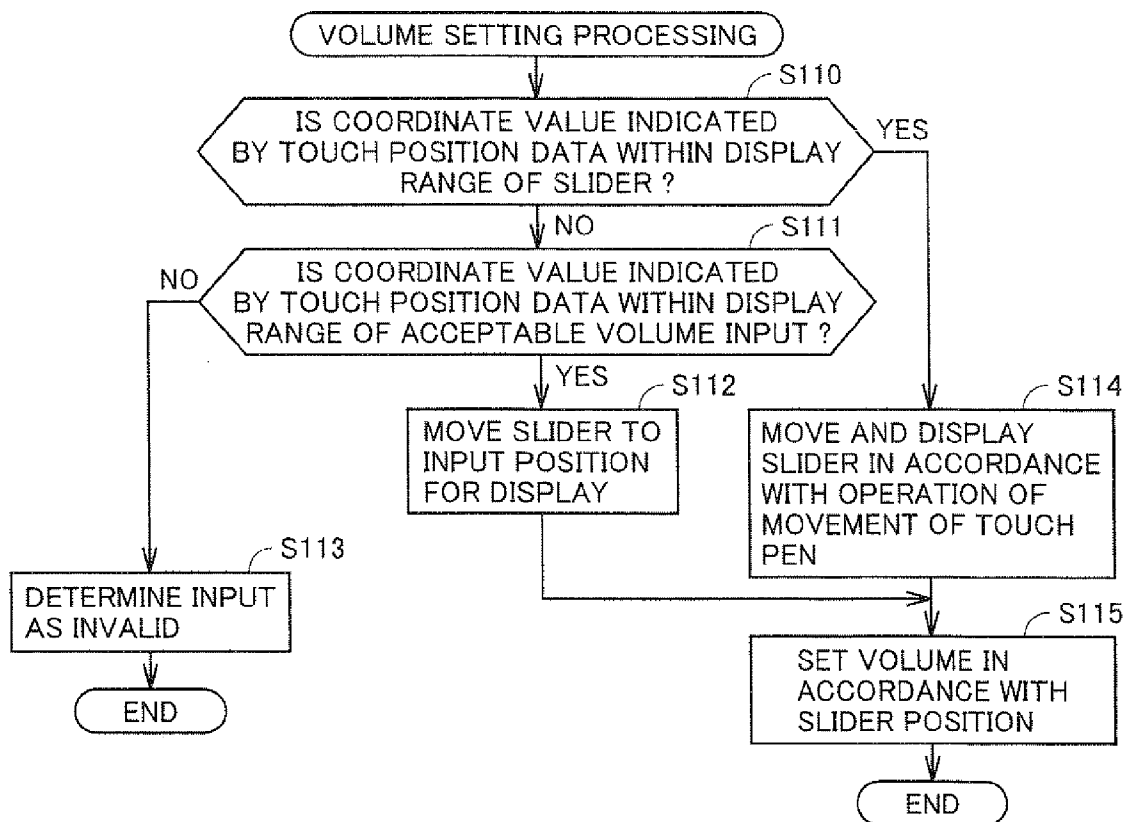 VOLUME SETTING PROCESSING
S110
IS COORDINATE VALUE INDICATED
BY TOUCH POSITION DATA WITHIN DISPLAY
RANGE OF SLIDER ?
YES
NO
S111
IS COORDINATE VALUE INDICATED
BY TOUCH POSITION DATA WITHIN DISPLAY
RANGE OF ACCEPTABLE VOLUME INPUT ?
NO
YES
S112
MOVE SLIDER TO
INPUT POSITION
FOR DISPLAY
S114
MOVE AND DISPLAY
SLIDER IN ACCORDANCE
WITH OPERATION OF
MOVEMENT OF TOUCH
PEN
S113
DETERMINE INPUT
AS INVALID
END
S115
SET VOLUME IN
ACCORDANCE WITH
SLIDER POSITION
END